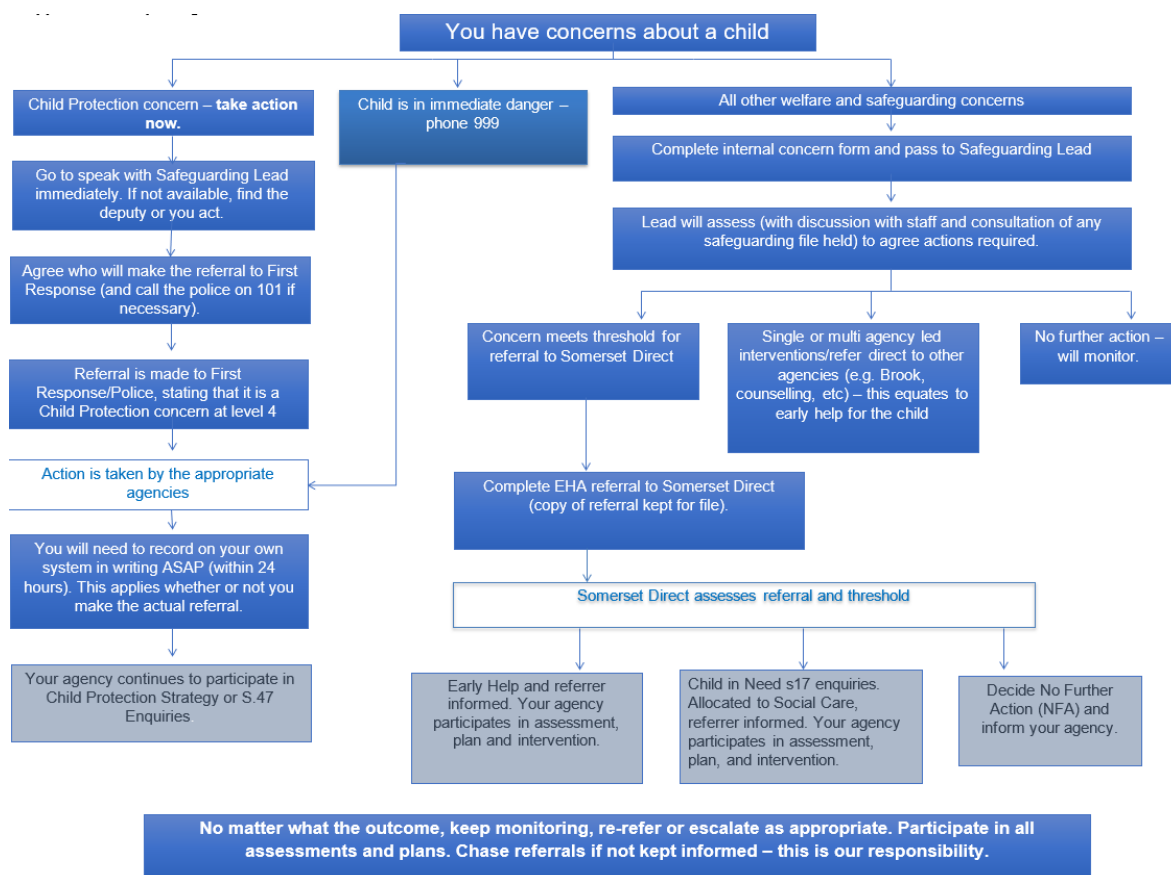 You have concerns about a child
Child Protection concern – take action
now.
Child is in immediate danger –
phone 999
All other welfare and safeguarding concerns
Go to speak with Safeguarding Lead
immediately. If not available, find the
deputy or you act.
Complete internal concern form and pass to Safeguarding Lead
Lead will assess (with discussion with staff and consultation of any
safeguarding file held) to agree actions required.
Agree who will make the referral to First
Response (and call the police on 101 if
necessary).
Concern meets threshold for
referral to Somerset Direct
Single or multi agency led
interventions/refer direct to other
agencies (e.g. Brook,
counselling, etc) – this equates to
early help for the child
No further action –
will monitor.
Referral is made to First
Response/Police, stating that it is a
Child Protection concern at level 4
Action is taken by the appropriate
agencies
Complete EHA referral to Somerset Direct
(copy of referral kept for file).
You will need to record on your own
system in writing ASAP (within 24
hours). This applies whether or not you
make the actual referral.
Somerset Direct assesses referral and threshold
Your agency continues to participate in
Child Protection Strategy or S.47
Enquiries
Early Help and referrer
informed. Your agency
participates in assessment,
plan and intervention.
Child in Need s17 enquiries.
Allocated to Social Care,
referrer informed. Your agency
participates in assessment,
plan, and intervention.
Decide No Further
Action (NFA) and
inform your agency.
No matter what the outcome, keep monitoring, re-refer or escalate as appropriate. Participate in all
assessments and plans. Chase referrals if not kept informed – this is our responsibility.